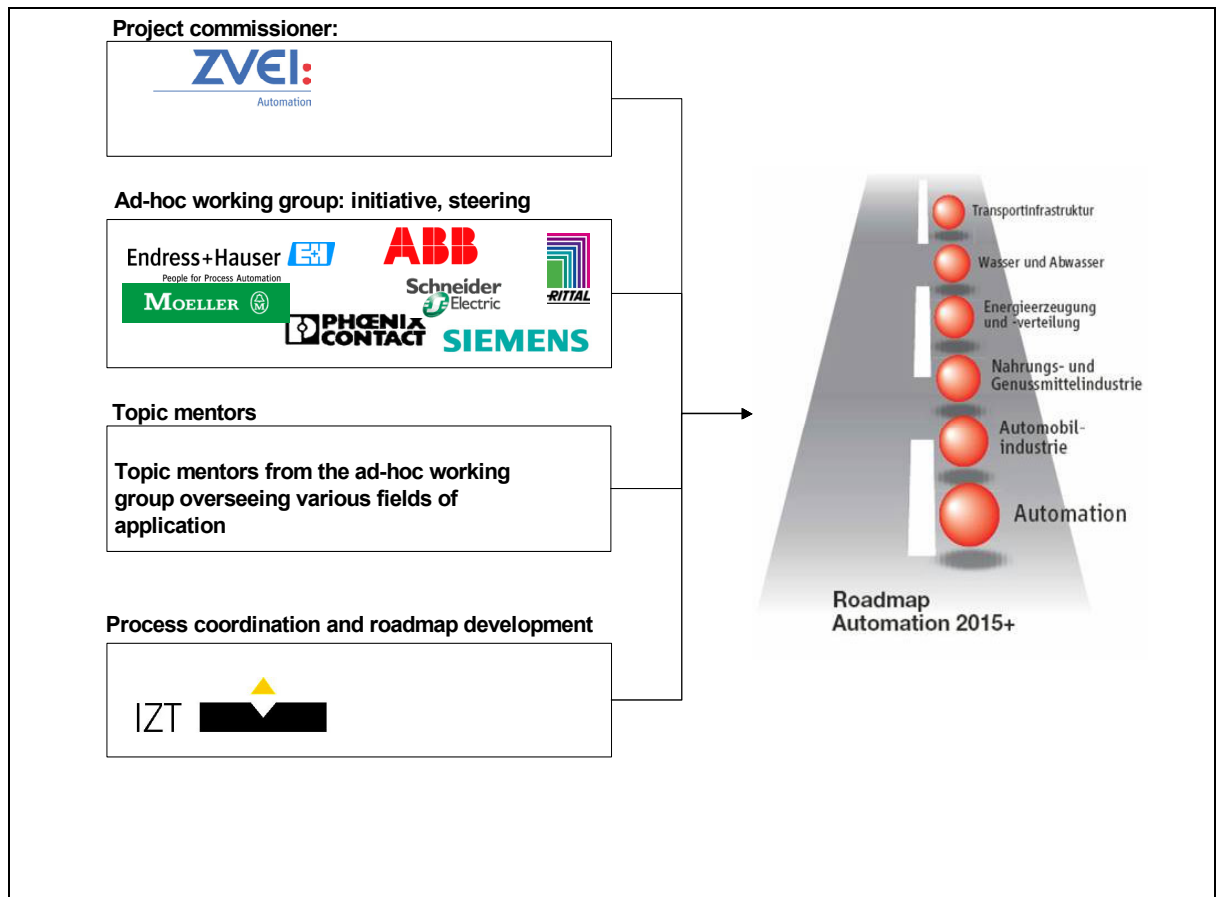 Project commissioner:
ZVEI:
Automation
Ad-hoc working group: initiative, steering
Endress+Hauser E+H
People for Process Automation
MOELLER
ABB
Schneider
Electric
RITTAL
PHŒNIX
CONTACT
SIEMENS
Topic mentors
Topic mentors from the ad-hoc working
group overseeing various fields of
application
Process coordination and roadmap development
IZT
Transportinfrastruktur
Wasser und Abwasser
Energieerzeugung
und -verteilung
Nahrungs- und
Genussmittelindustrie
Automobil-
industrie
Automation
Roadmap
Automation 2015+